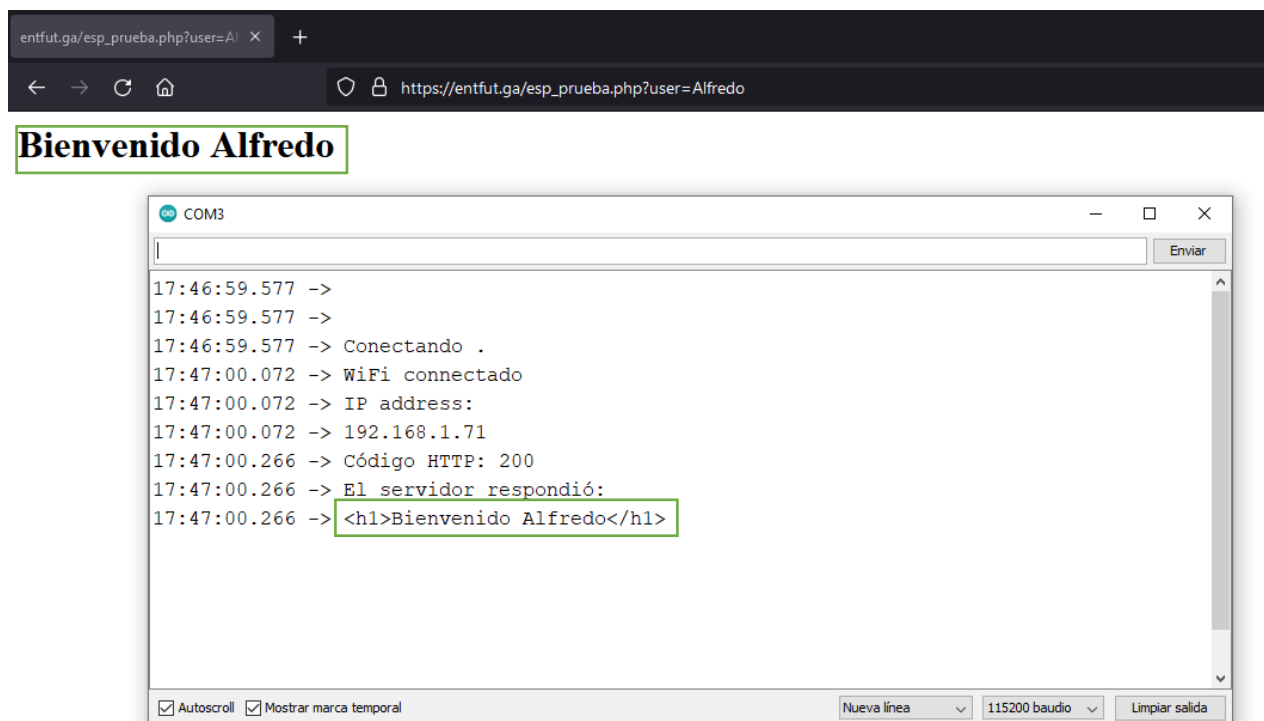 entfut.ga/esp_prueba.php?user=Al
https://entfut.ga/esp_prueba.php?user=Alfredo
Bienvenido Alfredo
COM3
Enviar
17:46:59.577 ->
17:46:59.577 ->
17:46:59.577 -> Conectando .
17:47:00.072 -> WiFi connectado
17:47:00.072 -> IP address:
17:47:00.072 -> 192.168.1.71
17:47:00.266 -> Código HTTP: 200
17:47:00.266 -> El servidor respondió:
17:47:00.266 -> <h1>Bienvenido Alfredo</h1>
Autoscroll Mostrar marca temporal Nueva línea 115200 baudio Limpiar salida